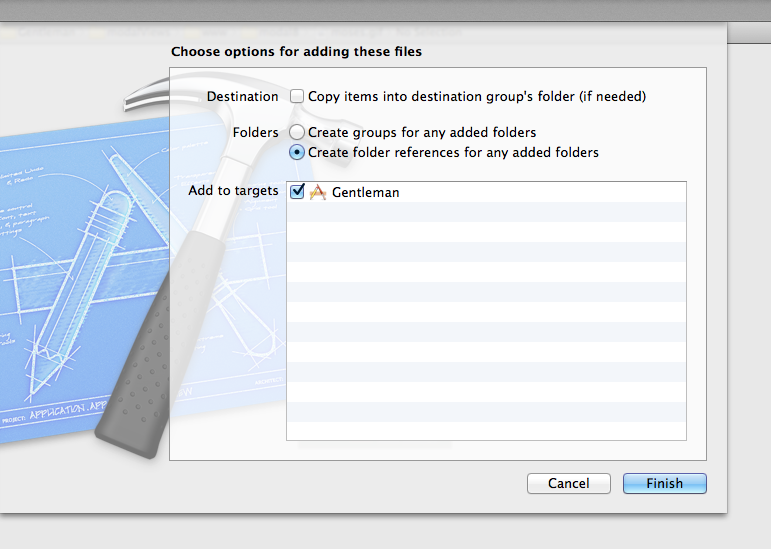 Choose options for adding these files
Destination Copy items into destination group's folder (if needed)
Folders Create groups for any added folders
Create folder references for any added folders
Add to targets Gentleman
PROJECT: APPLICATION.APP
Cancel Finish